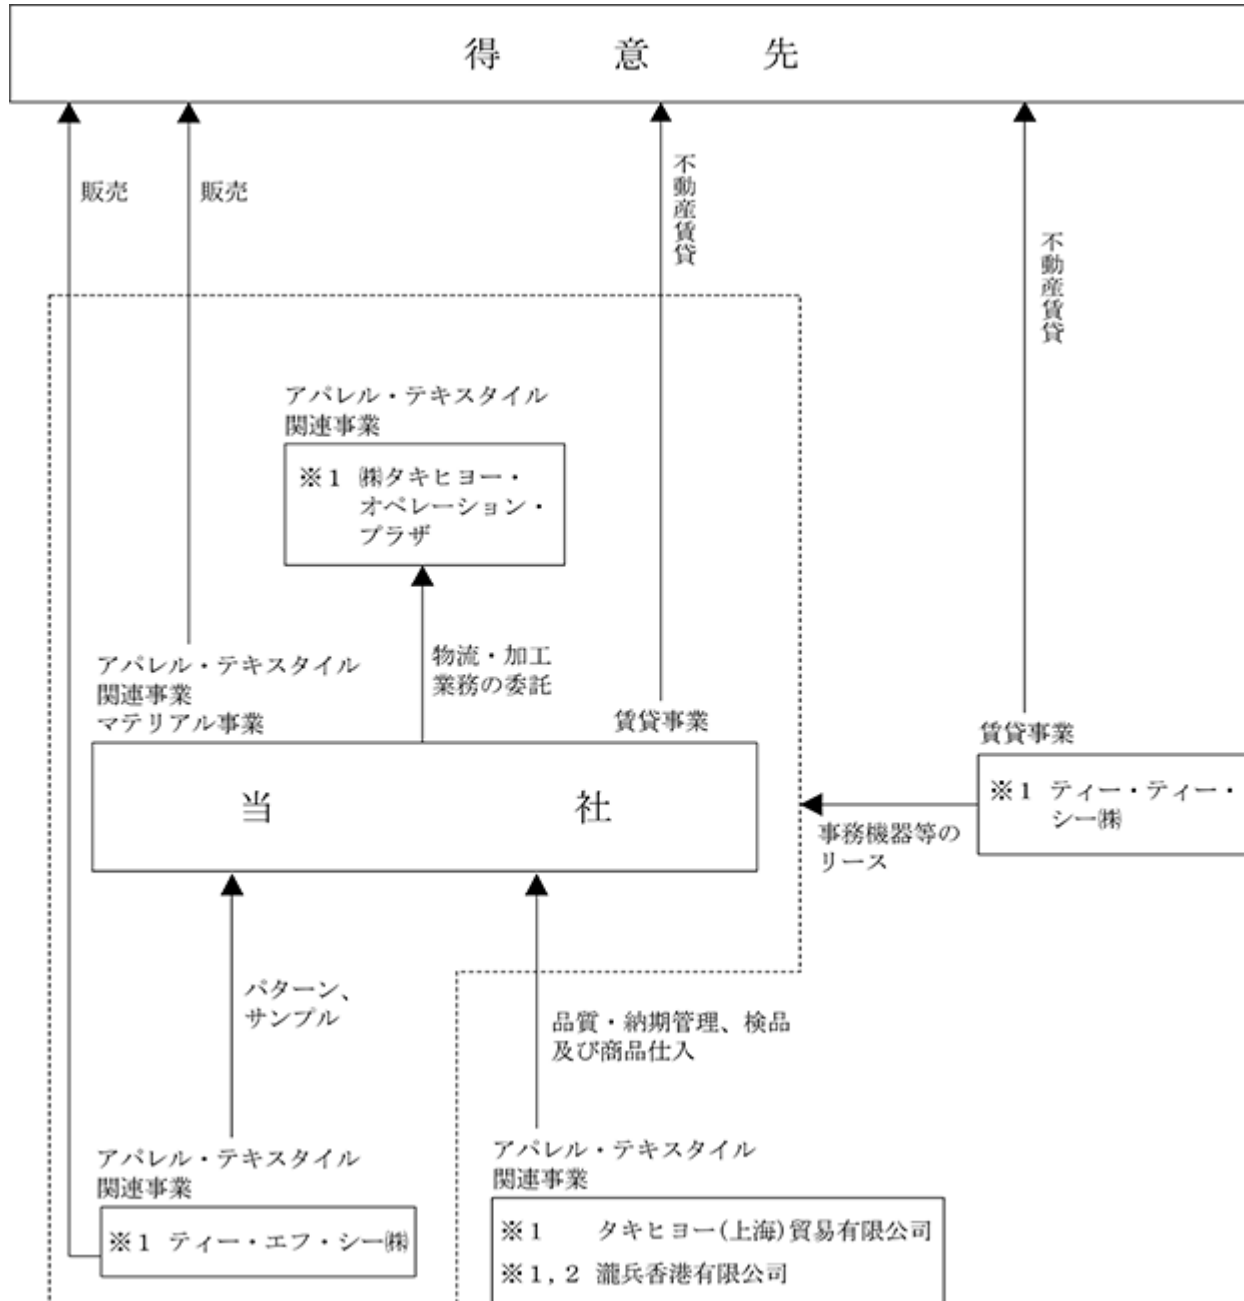 得意先
販売
販売
不動産賃貸
不動産賃貸
アパレル・テキスタイル
関連事業
※1 ㈱タキヒヨー・
オペレーション・
プラザ
物流・加工
業務の委託
アパレル・テキスタイル
関連事業
マテリアル事業
賃貸事業
当社
賃貸事業
※1 ティー・ティー・
シー㈱
事務機器等の
リース
パターン、
サンプル
品質・納期管理、検品
及び商品仕入
アパレル・テキスタイル
関連事業
※1 ティー・エフ・シー㈱
アパレル・テキスタイル
関連事業
※1 タキヒヨー(上海)貿易有限公司
※1,2 瀧兵香港有限公司